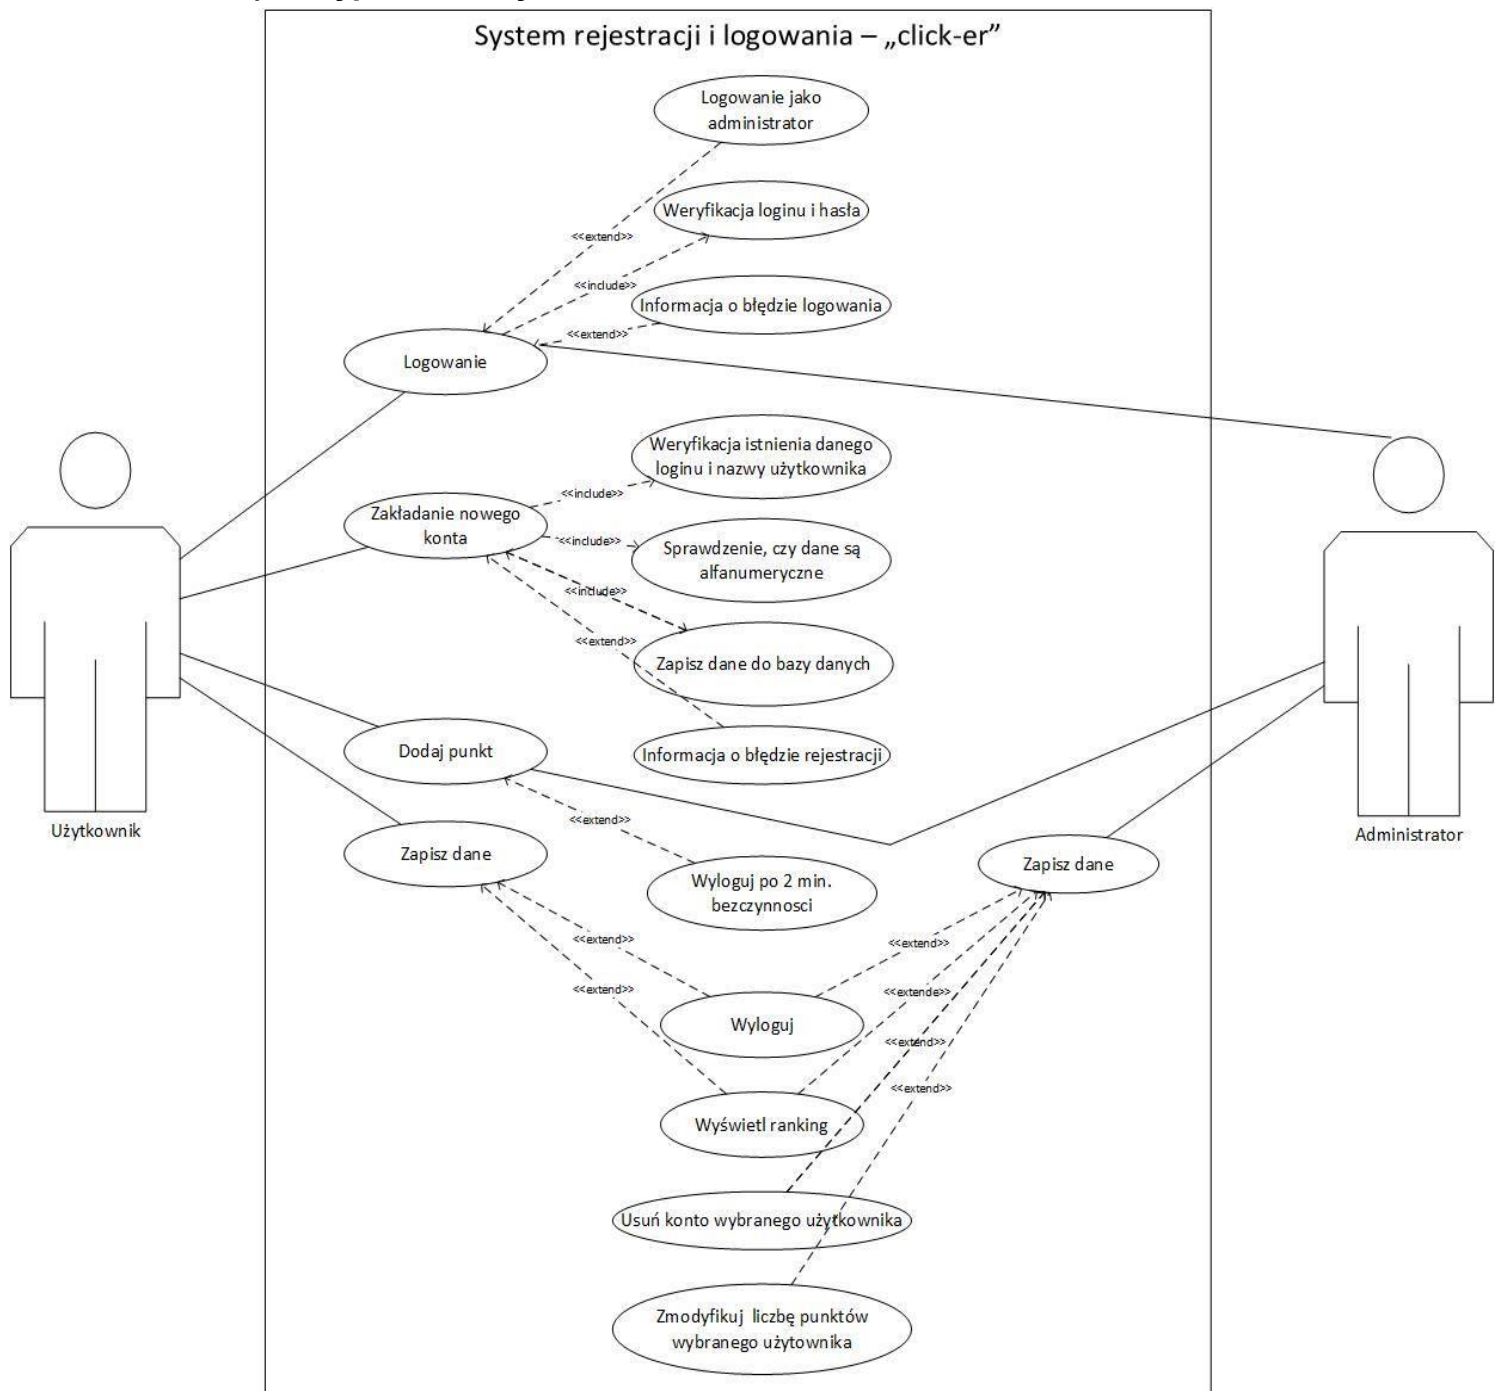 System rejestracji i logowania – „click-er”
Logowanie jako
administrator
Weryfikacja loginu i hasła
<<extend>>
<<include>>
Informacja o błędzie logowania
<<extend>>
Logowanie
Weryfikacja istnienia danego
loginu i nazwy użytkownika
<<include>>
Zakładanie nowego
konta
<<include>>
Sprawdzenie, czy dane są
alfanumeryczne
<<include>>
<<extend>>
Zapisz dane do bazy danych
Dodaj punkt
Informacja o błędzie rejestracji
<<extend>>
Użytkownik
Administrator
Zapisz dane
Zapisz dane
Wyloguj po 2 min.
bezczynnosci
<<extend>>
<<extend>>
<<extend>>
<<extende>>
Wyloguj
<<extend>>
<<extend>>
Wyświetl ranking
Usuń konto wybranego użytkownika
Zmodyfikuj liczbę punktów
wybranego użytownika